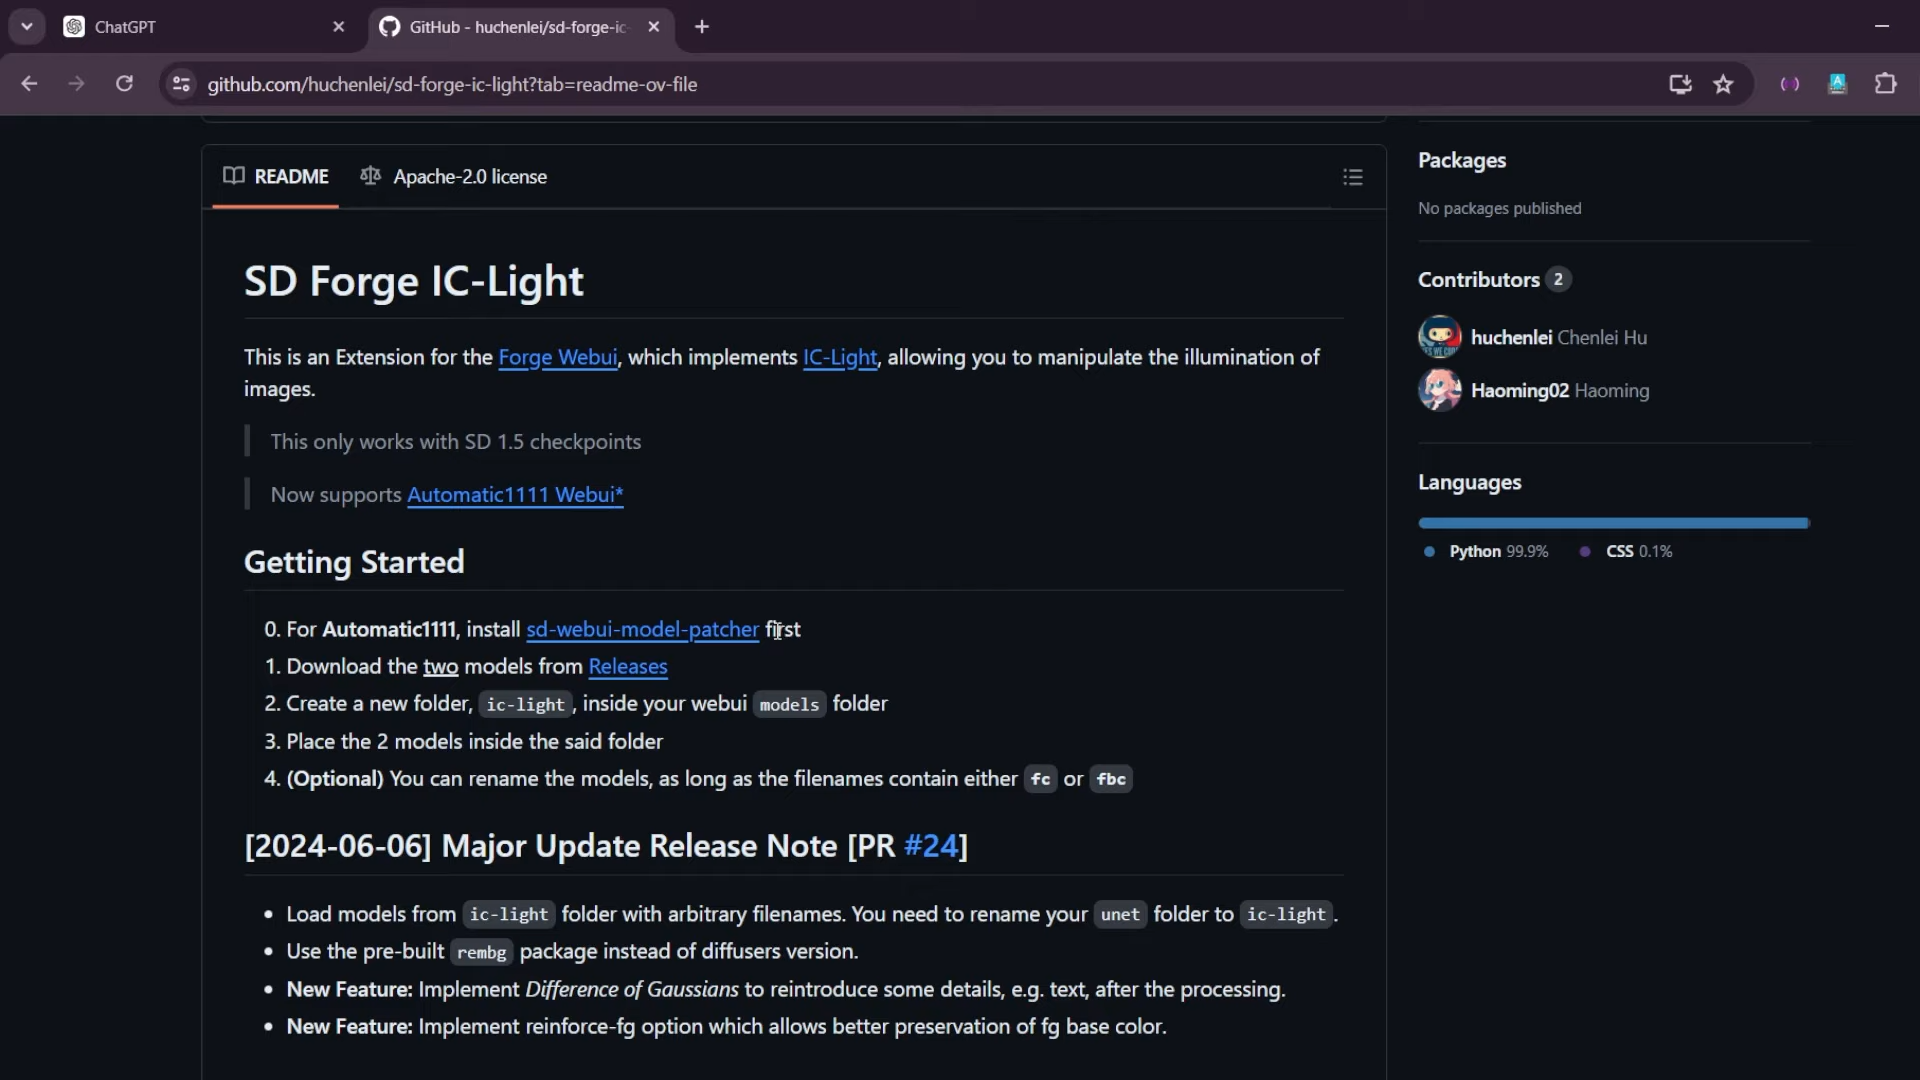 ChatGPT
GitHub - huchenlei/sd-forge-ic-
github.com/huchenlei/sd-forge-ic-light?tab=readme-ov-file
README
Apache-2.0 license
SD Forge IC-Light
This is an Extension for the Forge Webui, which implements IC-Light, allowing you to manipulate the illumination of
images.
This only works with SD 1.5 checkpoints
Now supports Automatic1111 Webui*
Getting Started
0. For Automatic1111, install sd-webui-model-patcher first
1. Download the two models from Releases
2. Create a new folder, ic-light, inside your webui models folder
3. Place the 2 models inside the said folder
4. (Optional) You can rename the models, as long as the filenames contain either fc or fbc
[2024-06-06] Major Update Release Note [PR #24]
• Load models from ic-light folder with arbitrary filenames. You need to rename your unet folder to ic-light.
• Use the pre-built rembg package instead of diffusers version.
• New Feature: Implement Difference of Gaussians to reintroduce some details, e.g. text, after the processing.
• New Feature: Implement reinforce-fg option which allows better preservation of fg base color.
Packages
No packages published
Contributors 2
huchenlei Chenlei Hu
Haoming02 Haoming
Languages
Python 99.9% CSS 0.1%